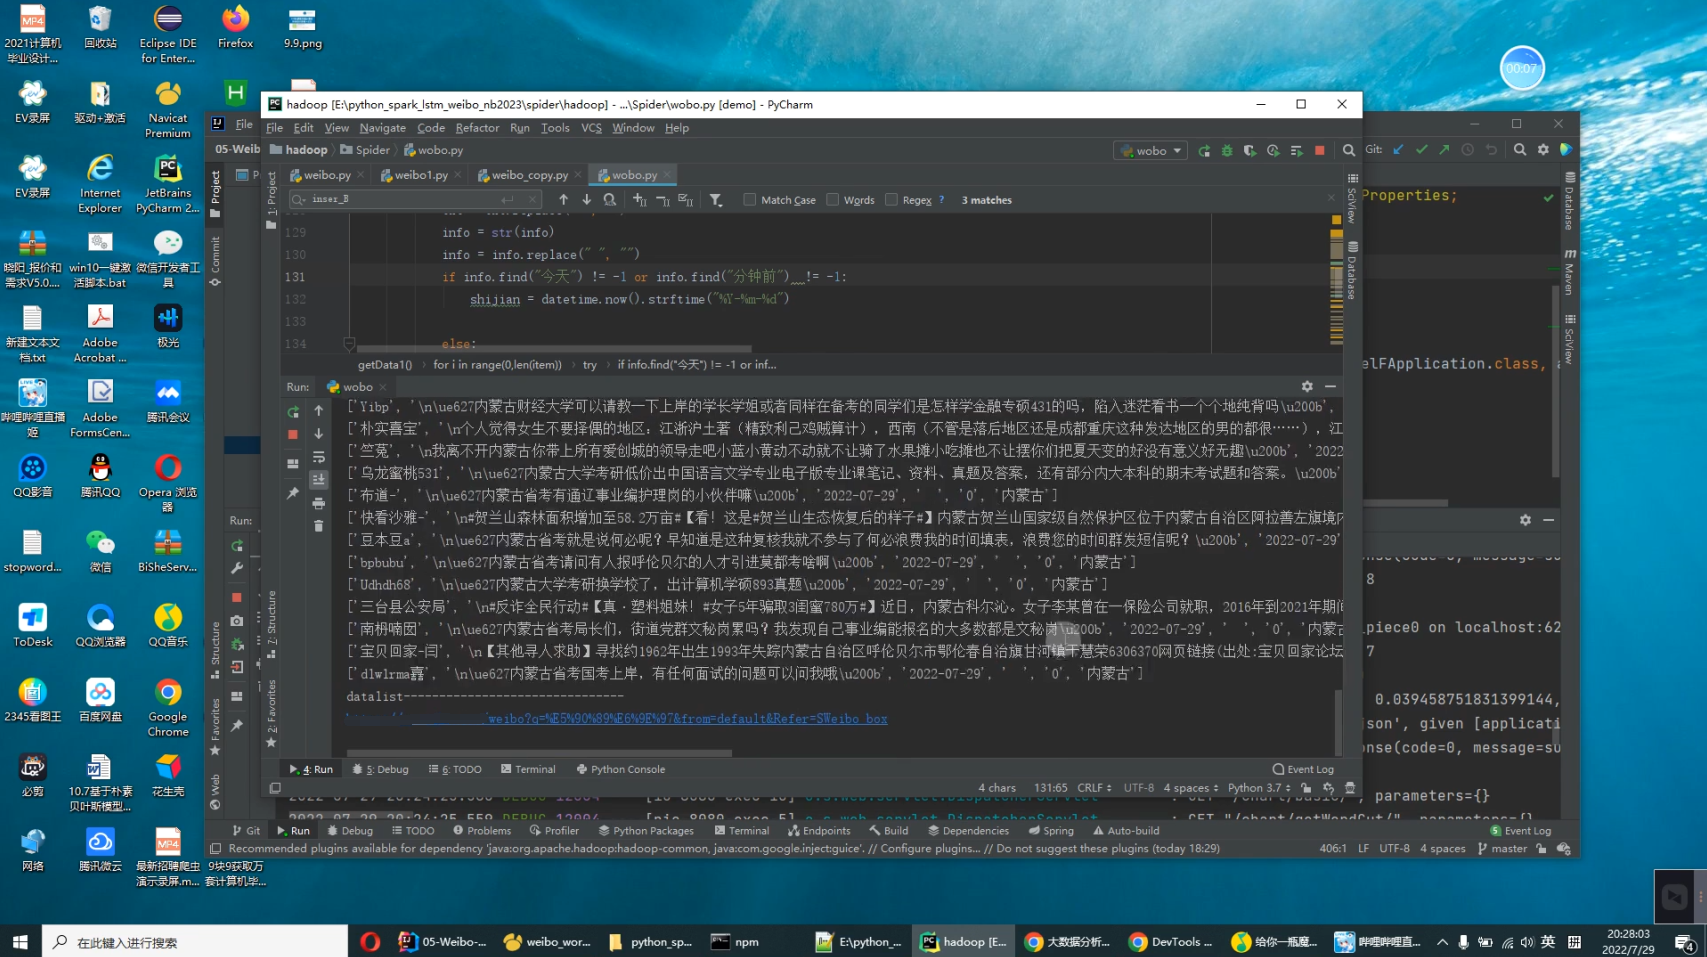 2021计算机
毕业设计...
回收站
Eclipse IDE
for Enter...
Firefox
9.9.png
00:07
EV录屏
驱动+激活
Navicat
Premium
EV录屏
Internet
Explorer
JetBrains
PyCharm 2...
晓阳_报价和
需求V5.0....
win10一键激
活脚本.bat
微信开发者工
具
新建文本文
档.txt
Adobe
Acrobat ...
极光
哔哩哔哩直播
姬
Adobe
FormsCen...
腾讯会议
QQ影音
腾讯QQ
Opera 浏览
器
stopword...
微信
BiSheServ...
ToDesk
QQ浏览器
QQ音乐
2345看图王
百度网盘
Google
Chrome
必剪
10.7基于朴素
贝叶斯模型...
花生壳
网络
腾讯微云
最新招聘爬虫
演示录屏.m...
9块9获取万
套计算机毕...
File
05-Weib
hadoop [E:\python_spark_lstm_weibo_nb2023\spider\hadoop] - ...\Spider\wobo.py [demo] - PyCharm
File Edit View Navigate Code Refactor Run Tools VCS Window Help
hadoop Spider wobo.py
wobo
Git:
weibo.py weibo1.py weibo_copy.py wobo.py
inser_B
Match Case Words Regex ? 3 matches
129 info = str(info)
130 info = info.replace(" ", "")
131 if info.find("今天") != -1 or info.find("分钟前") != -1:
132 shijian = datetime.now().strftime("%Y-%m-%d")
133
134 else:
getData1() for i in range(0,len(item)) try if info.find("今天") != -1 or inf...
Run: wobo
['Yibp', '\n\ue627内蒙古财经大学可以请教一下上岸的学长学姐或者同样在备考的同学们是怎样学金融专硕431的吗，陷入迷茫看书一个个地纯背吗\u200b',
['朴实喜宝', '\n个人觉得女生不要择偶的地区：江浙沪土著（精致利己鸡贼算计），西南（不管是落后地区还是成都重庆这种发达地区的男的都很……），江
['竺菟', '\n我离不开内蒙古你带上所有爱创城的领导走吧小蓝小黄动不动就不让骑了水果摊小吃摊也不让摆你们把夏天变的好没有意义好无趣\u200b', '2022
['乌龙蜜桃531', '\n\ue627内蒙古大学考研低价出中国语言文学专业电子版专业课笔记、资料、真题及答案，还有部分内大本科的期末考试题和答案。\u200b'
['布道-', '\n\ue627内蒙古省考有通辽事业编护理岗的小伙伴嘛\u200b', '2022-07-29', ' ', '0', '内蒙古']
['快看沙雅-', '\n#贺兰山森林面积增加至58.2万亩#【看！这是#贺兰山生态恢复后的样子#】内蒙古贺兰山国家级自然保护区位于内蒙古自治区阿拉善左旗境内
['豆本豆a', '\n\ue627内蒙古省考就是说何必呢？早知道是这种复核我就不参与了何必浪费我的时间填表，浪费您的时间群发短信呢？\u200b', '2022-07-29'
['bpbubu', '\n\ue627内蒙古省考请问有人报呼伦贝尔的人才引进莫都考啥啊\u200b', '2022-07-29', ' ', '0', '内蒙古']
['Udhdh68', '\n\ue627内蒙古大学考研换学校了，出计算机学硕893真题\u200b', '2022-07-29', ' ', '0', '内蒙古']
['三台县公安局', '\n#反诈全民行动#【真·塑料姐妹！#女子5年骗取3闺蜜780万#】近日，内蒙古科尔沁。女子李某曾在一保险公司就职，2016年到2021年期间
['南枬喃囡', '\n\ue627内蒙古省考局长们，街道党群文秘岗累吗？我发现自己事业编能报名的大多数都是文秘岗\u200b', '2022-07-29', ' ', '0', '内蒙古
['宝贝回家-闫', '\n【其他寻人求助】寻找约1962年出生1993年失踪内蒙古自治区呼伦贝尔市鄂伦春自治旗甘河镇于慧荣6306370网页链接(出处:宝贝回家论坛
['dlwlrma嘉', '\n\ue627内蒙古省考国考上岸，有任何面试的问题可以问我哦\u200b', '2022-07-29', ' ', '0', '内蒙古']
datalist-------------------------------
/weibo?q=%E5%90%89%E6%9E%97&from=default&Refer=SWeibo_box
4: Run 5: Debug 6: TODO Terminal Python Console
Event Log
4 chars 131:65 CRLF UTF-8 4 spaces Python 3.7
Project
Commit
Structure
Favorites
Web
Run:
1: Project
7: Structure
2: Favorites
SciView
Database
Properties;
elFApplication.class, a
Database
Maven
SciView
nse(code=0, message=su
8
piece0 on localhost:62
7
0.039458751831399144,
son', given [applicati
nse(code=0, message=su
GET "/chart/basic/", parameters={}
Git Run Debug TODO Problems Profiler Python Packages Terminal Endpoints Build Dependencies Spring Auto-build
5 Event Log
Recommended plugins available for dependency 'java:org.apache.hadoop:hadoop-common, java:com.google.inject:guice'. // Configure plugins... // Do not suggest these plugins (today 18:29)
406:1 LF UTF-8 4 spaces master
在此键入进行搜索
05-Weibo-...
weibo_wor...
python_sp...
npm
E:\python_...
hadoop [E...
大数据分析...
DevTools ...
给你一瓶魔...
哔哩哔哩直...
英
20:28:03
2022/7/29
4